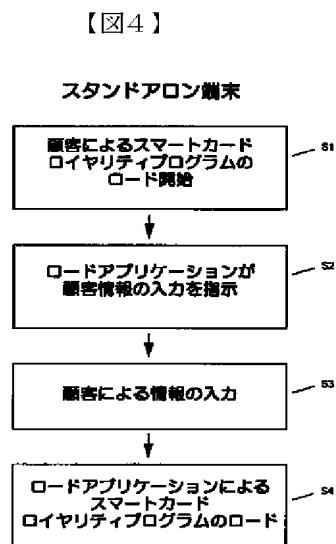 【図4】
スタンドアロン端末
顧客によるスマートカード
ロイヤリティプログラムの
ロード開始
S1
ロードアプリケーションが
顧客情報の入力を指示
S2
顧客による情報の入力
S3
ロードアプリケーションによる
スマートカード
ロイヤリティプログラムのロード
S4